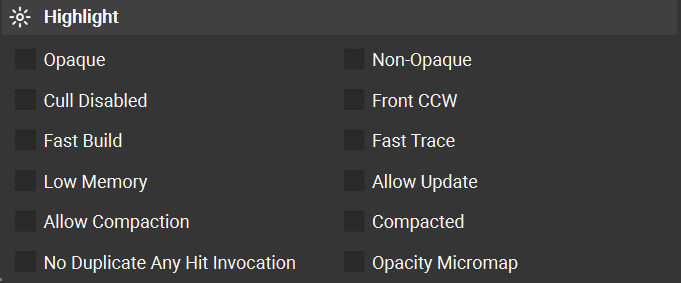 Highlight
Opaque
Non-Opaque
Cull Disabled
Front CCW
Fast Build
Fast Trace
Low Memory
Allow Update
Allow Compaction
Compacted
No Duplicate Any Hit Invocation
Opacity Micromap